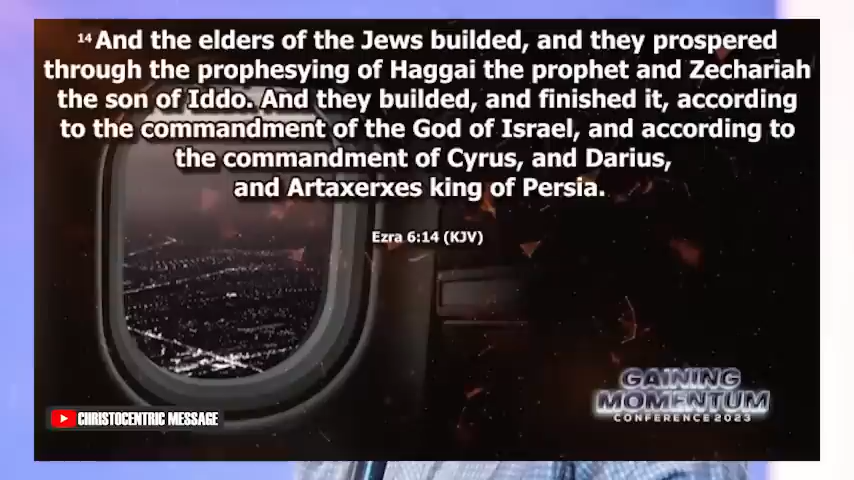 14 And the elders of the Jews builded, and they prospered
through the prophesying of Haggai the prophet and Zechariah
the son of Iddo. And they builded, and finished it, according
to the commandment of the God of Israel, and according to
the commandment of Cyrus, and Darius,
and Artaxerxes king of Persia.
Ezra 6:14 (KJV)
GAINING
MOMENTUM
CONFERENCE 2023
CHRISTOCENTRIC MESSAGE